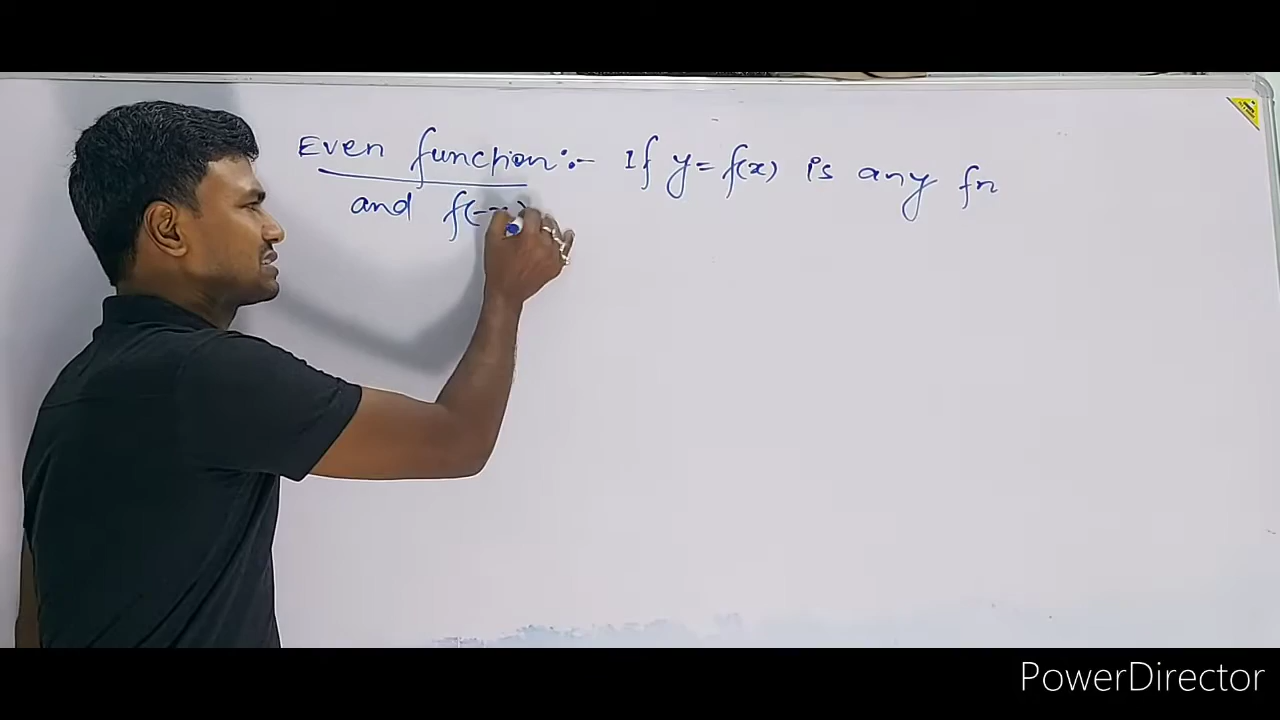 Even function:- If y=f(x) is any fn
and f(-x)
PowerDirector